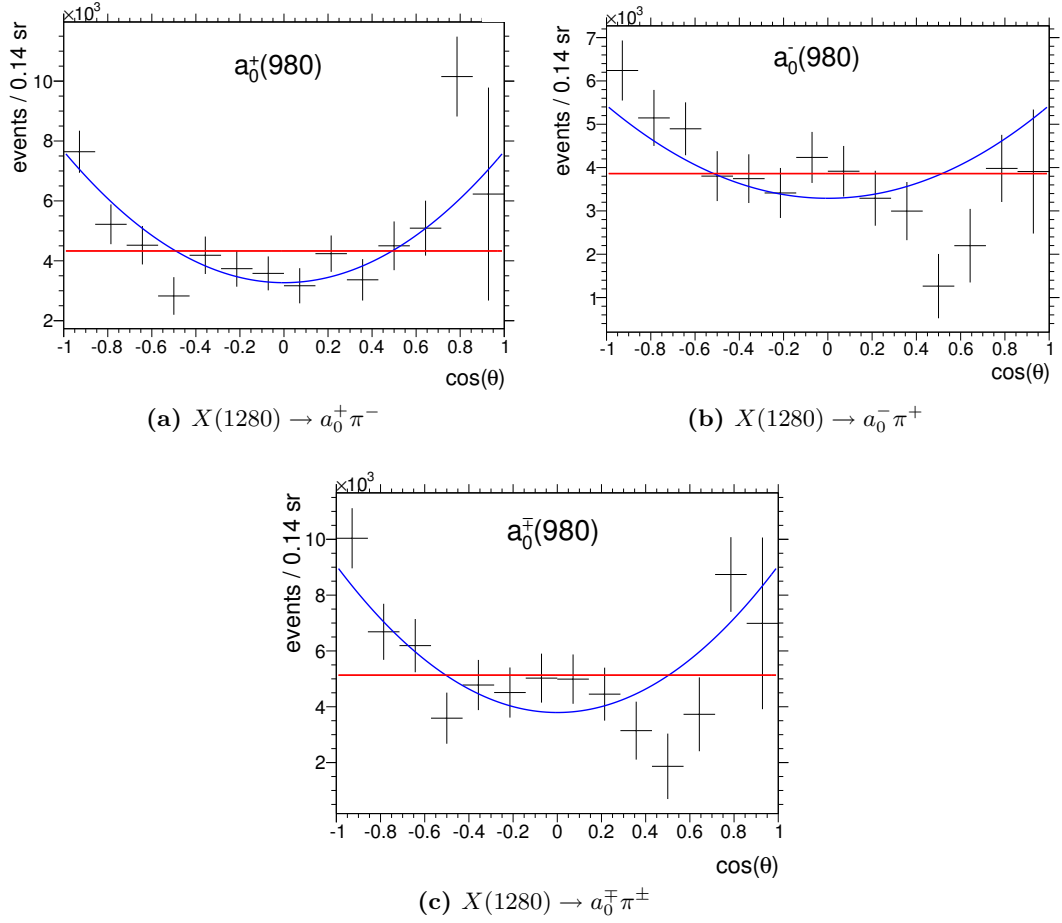 ×10³
events / 0.14 sr
a₀⁺(980)
10
8
6
4
2
-1 -0.8 -0.6 -0.4 -0.2 0 0.2 0.4 0.6 0.8 1
cos(θ)
(a) X(1280) → a₀⁺π⁻
×10³
events / 0.14 sr
a₀⁻(980)
7
6
5
4
3
2
1
-1 -0.8 -0.6 -0.4 -0.2 0 0.2 0.4 0.6 0.8 1
cos(θ)
(b) X(1280) → a₀⁻π⁺
×10³
events / 0.14 sr
a₀∓(980)
10
8
6
4
2
-1 -0.8 -0.6 -0.4 -0.2 0 0.2 0.4 0.6 0.8 1
cos(θ)
(c) X(1280) → a₀∓π±